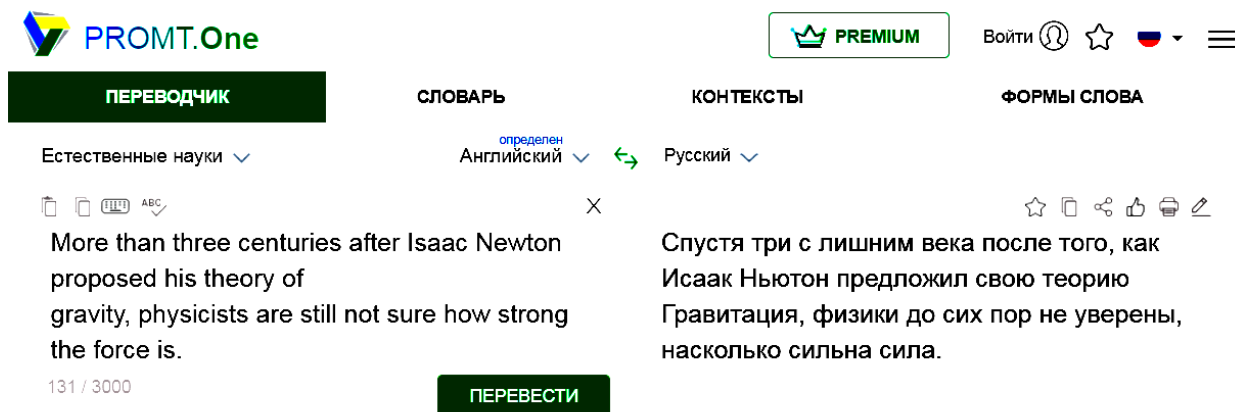 PROMT.One
PREMIUM
Войти
ПЕРЕВОДЧИК
СЛОВАРЬ
КОНТЕКСТЫ
ФОРМЫ СЛОВА
Естественные науки
определен
Английский
Русский
ABC
More than three centuries after Isaac Newton
proposed his theory of
gravity, physicists are still not sure how strong
the force is.
131 / 3000
ПЕРЕВЕСТИ
Спустя три с лишним века после того, как
Исаак Ньютон предложил свою теорию
Гравитация, физики до сих пор не уверены,
насколько сильна сила.